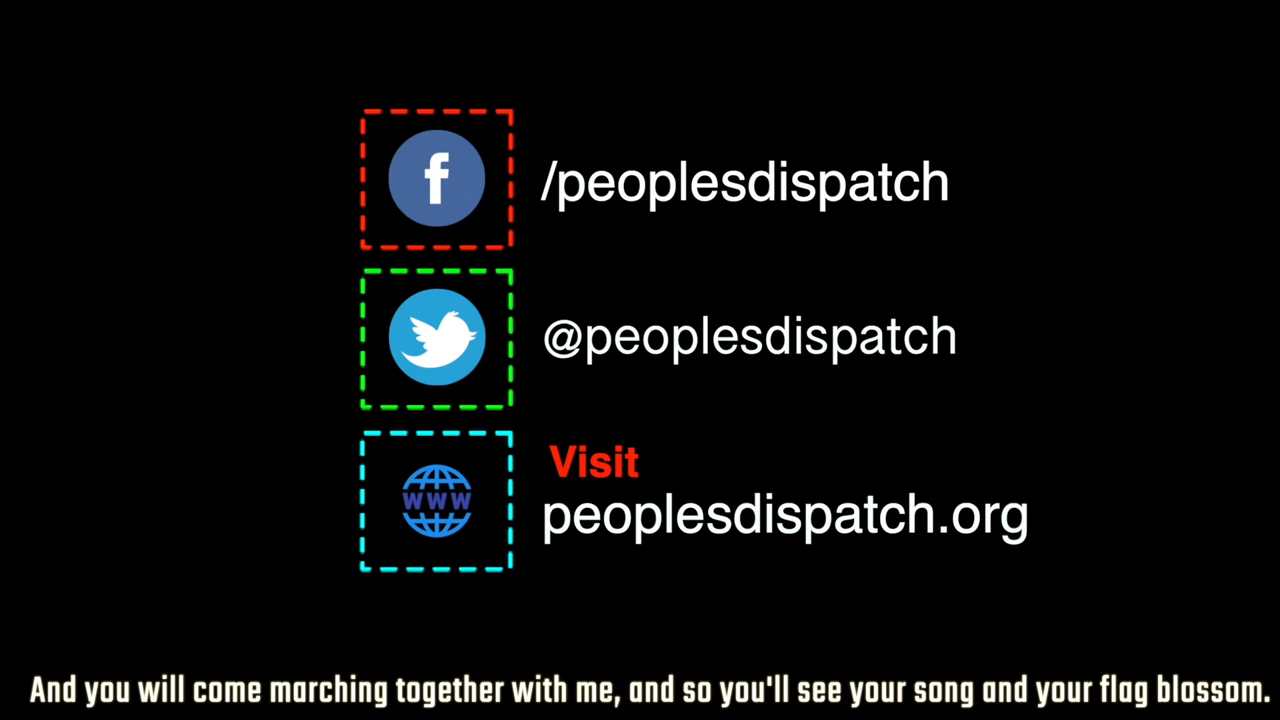 f
/peoplesdispatch
@peoplesdispatch
Visit
www
peoplesdispatch.org
And you will come marching together with me, and so you'll see your song and your flag blossom.